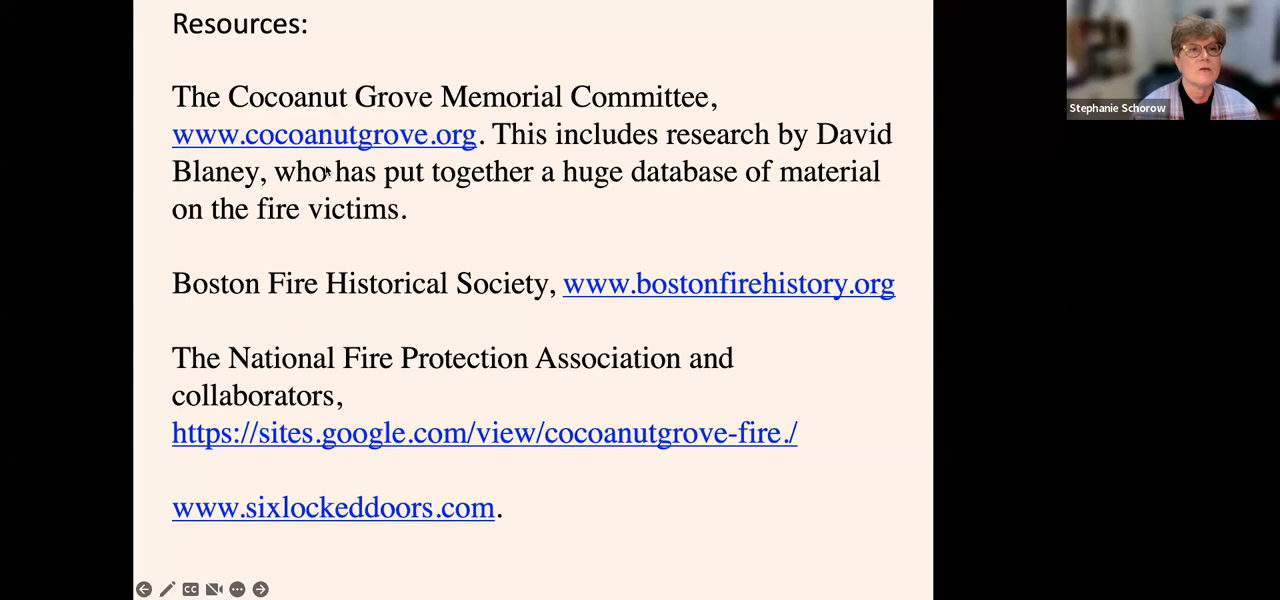 Resources:
The Cocoanut Grove Memorial Committee,
www.cocoanutgrove.org. This includes research by David
Blaney, who has put together a huge database of material
on the fire victims.
Boston Fire Historical Society, www.bostonfirehistory.org
The National Fire Protection Association and
collaborators,
https://sites.google.com/view/cocoanutgrove-fire./
www.sixlockeddoors.com.
Stephanie Schorow
CC